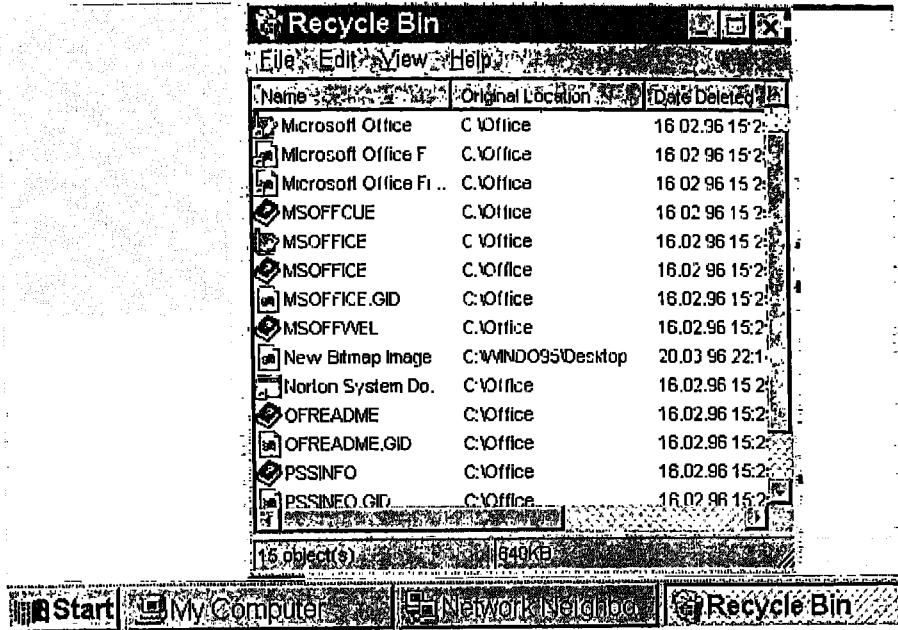 Recycle Bin
File Edit View Help
Name Original Location Date Deleted
Microsoft Office C:\Office 16.02.96 15:2
Microsoft Office F C:\Office 16.02.96 15:2
Microsoft Office Fi .. C:\Office 16.02.96 15:2
MSOFFCUE C:\Office 16.02.96 15:2
MSOFFICE C:\Office 16.02.96 15:2
MSOFFICE C:\Office 16.02.96 15:2
MSOFFICE.GID C:\Office 16.02.96 15:2
MSOFFWEL C:\Office 16.02.96 15:2
New Bitmap Image C:\WINDO95\Desktop 20.03.96 22:1
Norton System Do. C:\Office 16.02.96 15:2
OFREADME C:\Office 16.02.96 15:2
OFREADME.GID C:\Office 16.02.96 15:2
PSSINFO C:\Office 16.02.96 15:2
PSSINFO.GID C:\Office 16.02.96 15:2
15 object(s) 640KB
Start My Computer Network Neighbo Recycle Bin